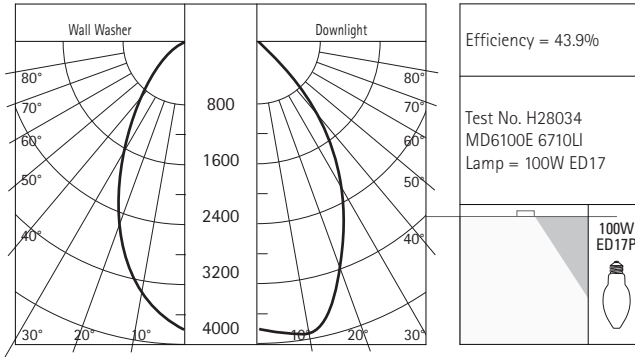 Wall Washer
Downlight
80°
70°
60°
50°
40°
30°
20°
10°
800
1600
2400
3200
4000
80°
70°
60°
50°
40°
10°
20°
30°
Efficiency = 43.9%
Test No. H28034
MD6100E 6710LI
Lamp = 100W ED17
100W
ED17P